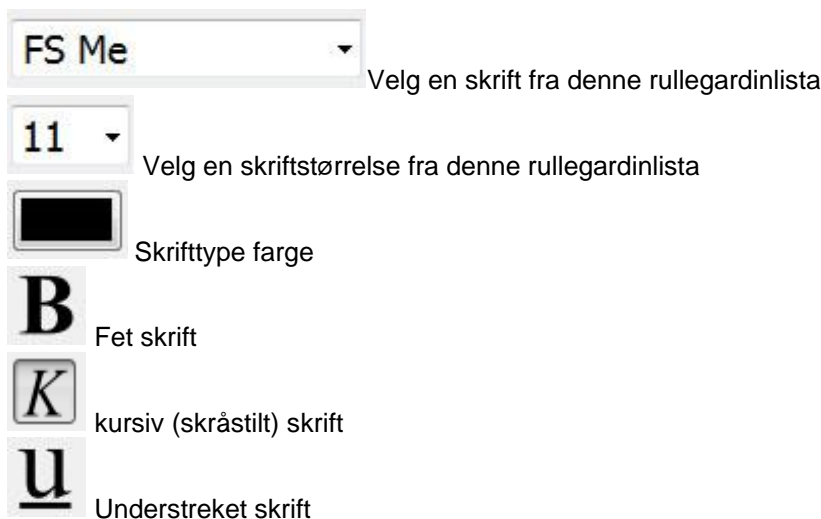 FS Me Velg en skrift fra denne rullegardinlista
11 Velg en skriftstørrelse fra denne rullegardinlista
Skrifttype farge
B Fet skrift
K kursiv (skråstilt) skrift
u Understreket skrift